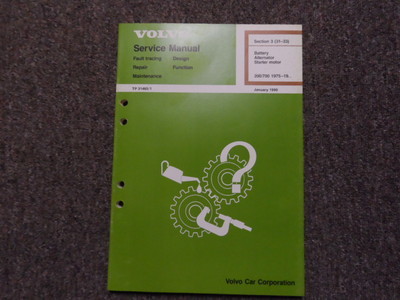 VOLVO
Service Manual
Fault tracing Design
Repair Function
Maintenance
Section 3 (31-33)
Battery
Alternator
Starter motor
January 1990
Volvo Car Corporation